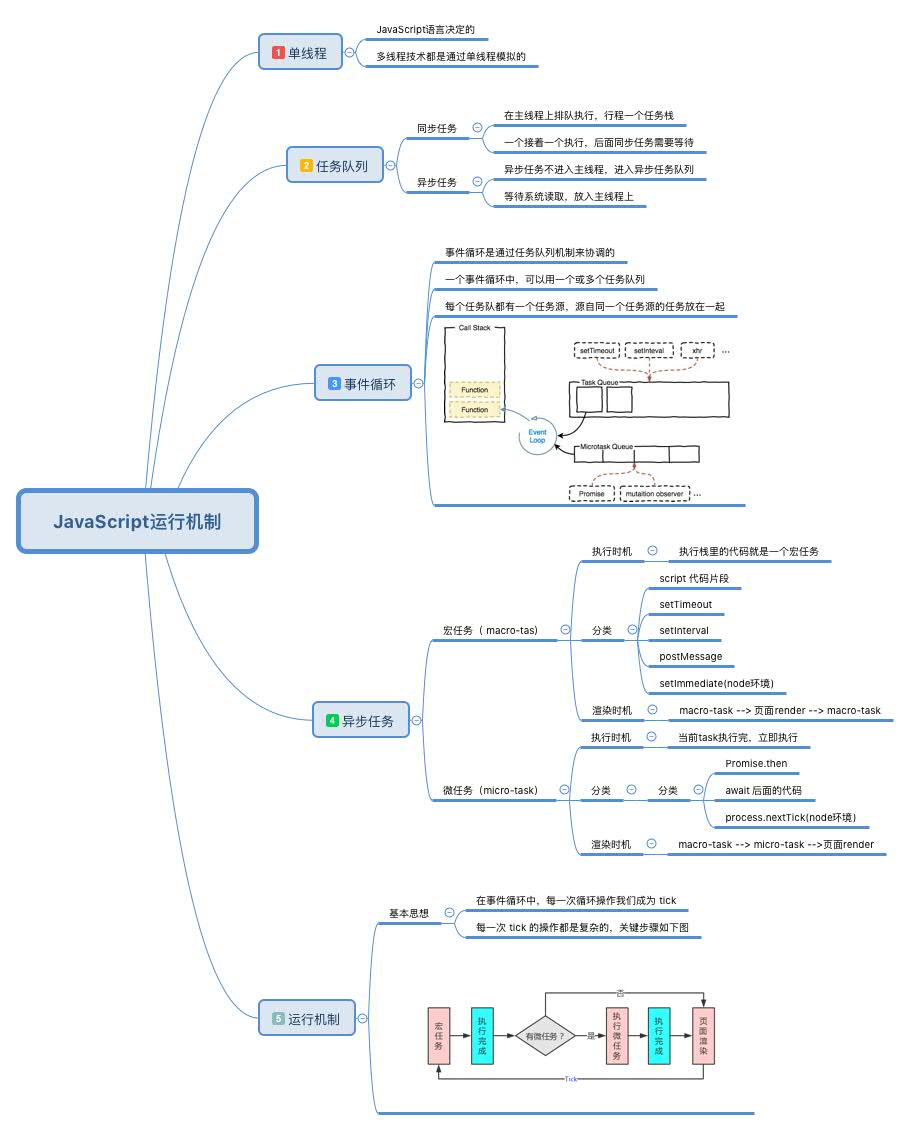 JavaScript运行机制
1 单线程
JavaScript语言决定的
多线程技术都是通过单线程模拟的
2 任务队列
同步任务
在主线程上排队执行，行程一个任务栈
一个接着一个执行，后面同步任务需要等待
异步任务
异步任务不进入主线程，进入异步任务队列
等待系统读取，放入主线程上
3 事件循环
事件循环是通过任务队列机制来协调的
一个事件循环中，可以用一个或多个任务队列
每个任务队都有一个任务源，源自同一个任务源的任务放在一起
Call Stack
Function
Function
Event
Loop
setTimeout
setInteval
xhr
...
Task Queue
Microtask Queue
Promise
mutaition observer
...
4 异步任务
宏任务（ macro-tas）
执行时机
执行栈里的代码就是一个宏任务
分类
script 代码片段
setTimeout
setInterval
postMessage
setImmediate(node环境)
渲染时机
macro-task --> 页面render --> macro-task
微任务（micro-task）
执行时机
当前task执行完，立即执行
分类
分类
Promise.then
await 后面的代码
process.nextTick(node环境)
渲染时机
macro-task --> micro-task -->页面render
5 运行机制
基本思想
在事件循环中，每一次循环操作我们成为 tick
每一次 tick 的操作都是复杂的，关键步骤如下图
否
宏任务
执行完成
有微任务？
是
执行微任务
执行完成
页面渲染
Tick